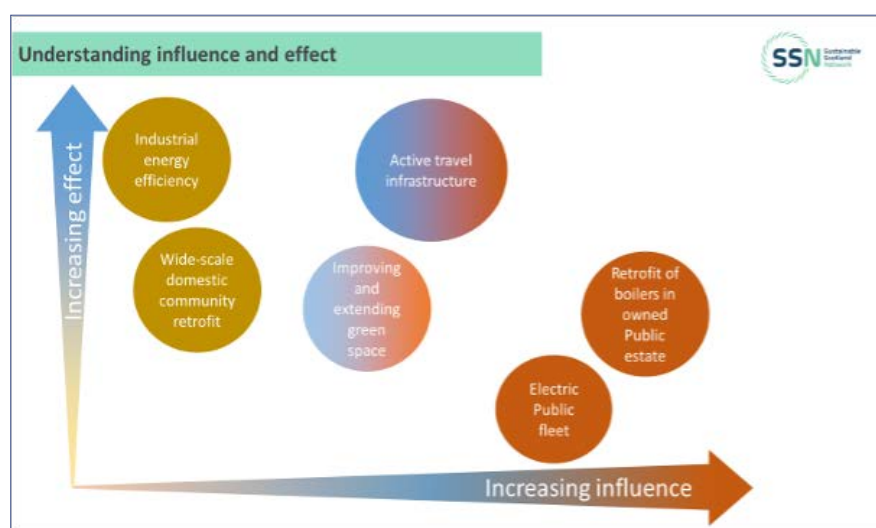 Understanding influence and effect
SSN
Sustainable
Scotland
Network
Increasing effect
Industrial
energy
efficiency
Active travel
infrastructure
Wide-scale
domestic
community
retrofit
Improving
and
extending
green
space
Retrofit of
boilers in
owned
Public
estate
Electric
Public
fleet
Increasing influence